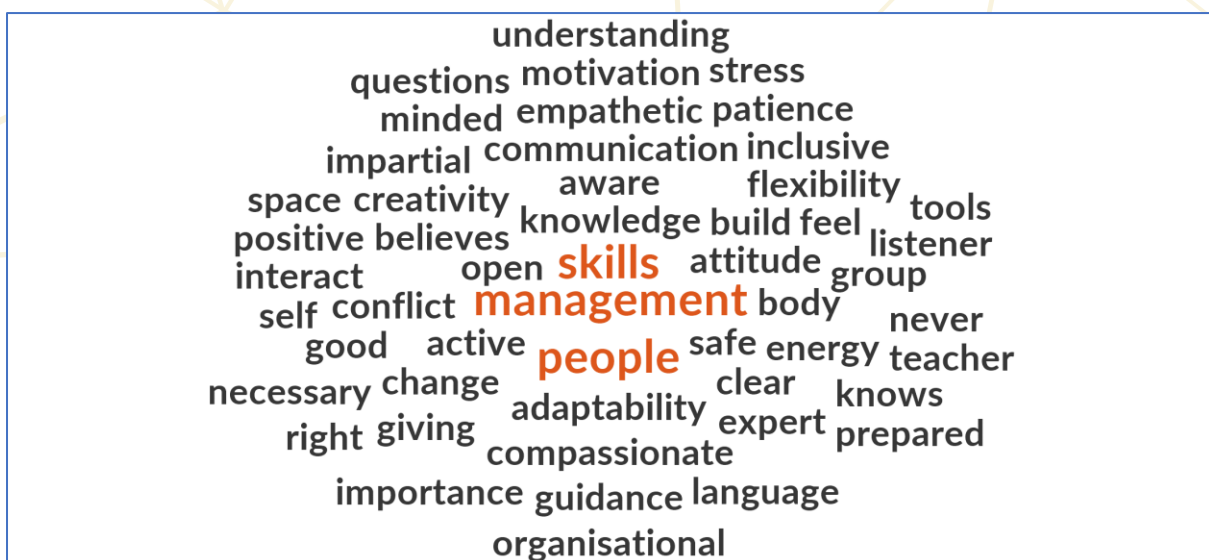 understanding
questions motivation stress
minded empathetic patience
impartial communication inclusive
aware flexibility
space creativity knowledge build feel tools
positive believes listener
interact open skills attitude group
self conflict management body never
good active people safe energy teacher
necessary change clear knows
right giving adaptability expert prepared
compassionate
importance guidance language
organisational